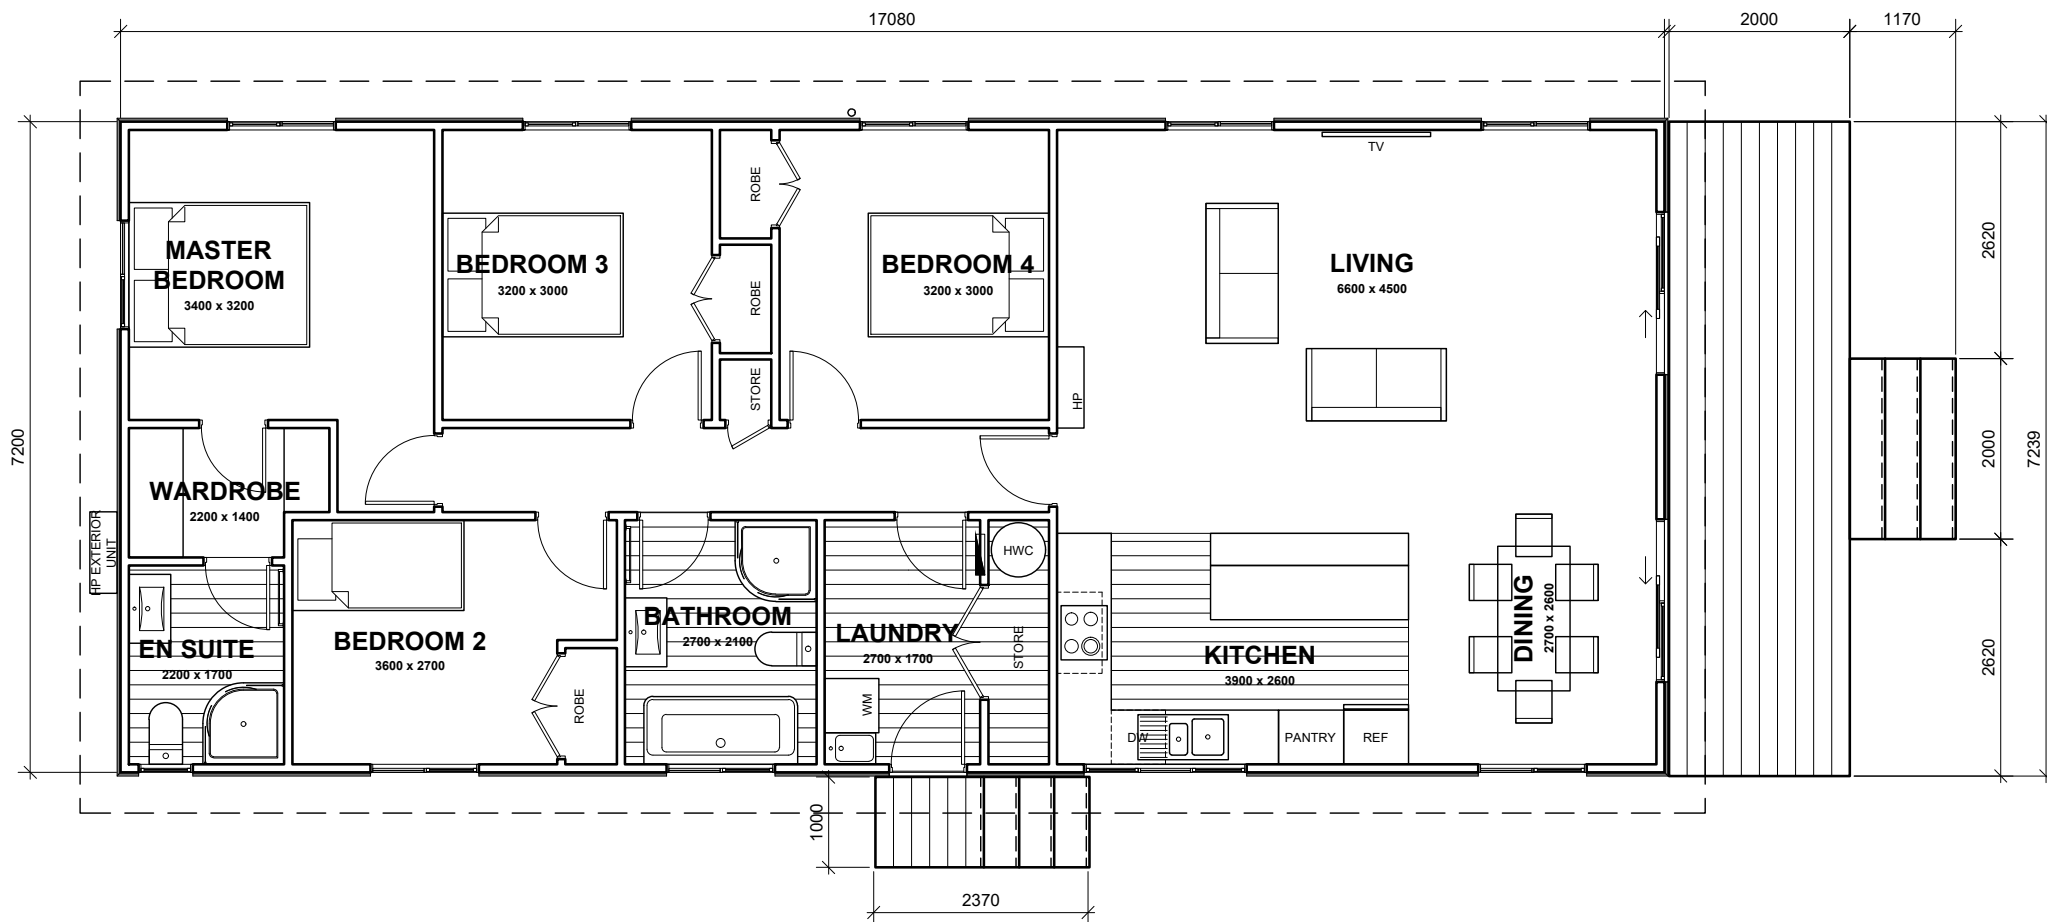 17080
2000
1170
7200
2620
2000
7239
2620
TV
ROBE
ROBE
STORE
MASTER
BEDROOM
3400 x 3200
BEDROOM 3
3200 x 3000
BEDROOM 4
3200 x 3000
LIVING
6600 x 4500
HP
WARDROBE
2200 x 1400
HP EXTERIOR
UNIT
EN SUITE
2200 x 1700
BEDROOM 2
3600 x 2700
ROBE
BATHROOM
2700 x 2100
LAUNDRY
2700 x 1700
WM
HWC
STORE
KITCHEN
3900 x 2600
DW
PANTRY
REF
DINING
2700 x 2600
1000
2370